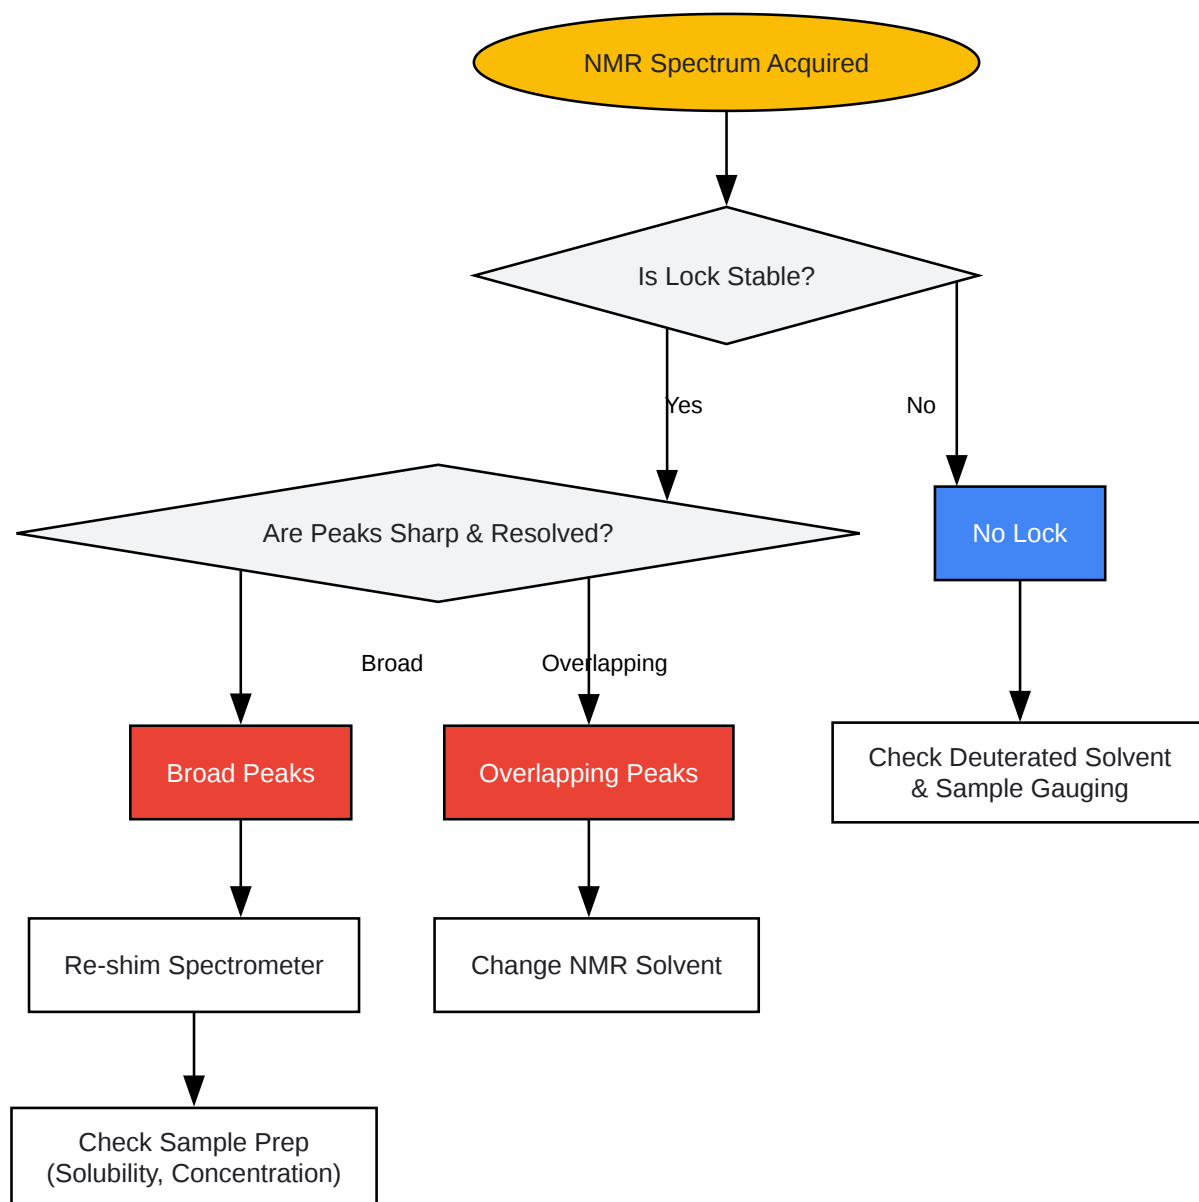 NMR Spectrum Acquired
Is Lock Stable?
Yes
No
Are Peaks Sharp & Resolved?
No Lock
Broad
Overlapping
Broad Peaks
Overlapping Peaks
Check Deuterated Solvent
& Sample Gauging
Re-shim Spectrometer
Change NMR Solvent
Check Sample Prep
(Solubility, Concentration)